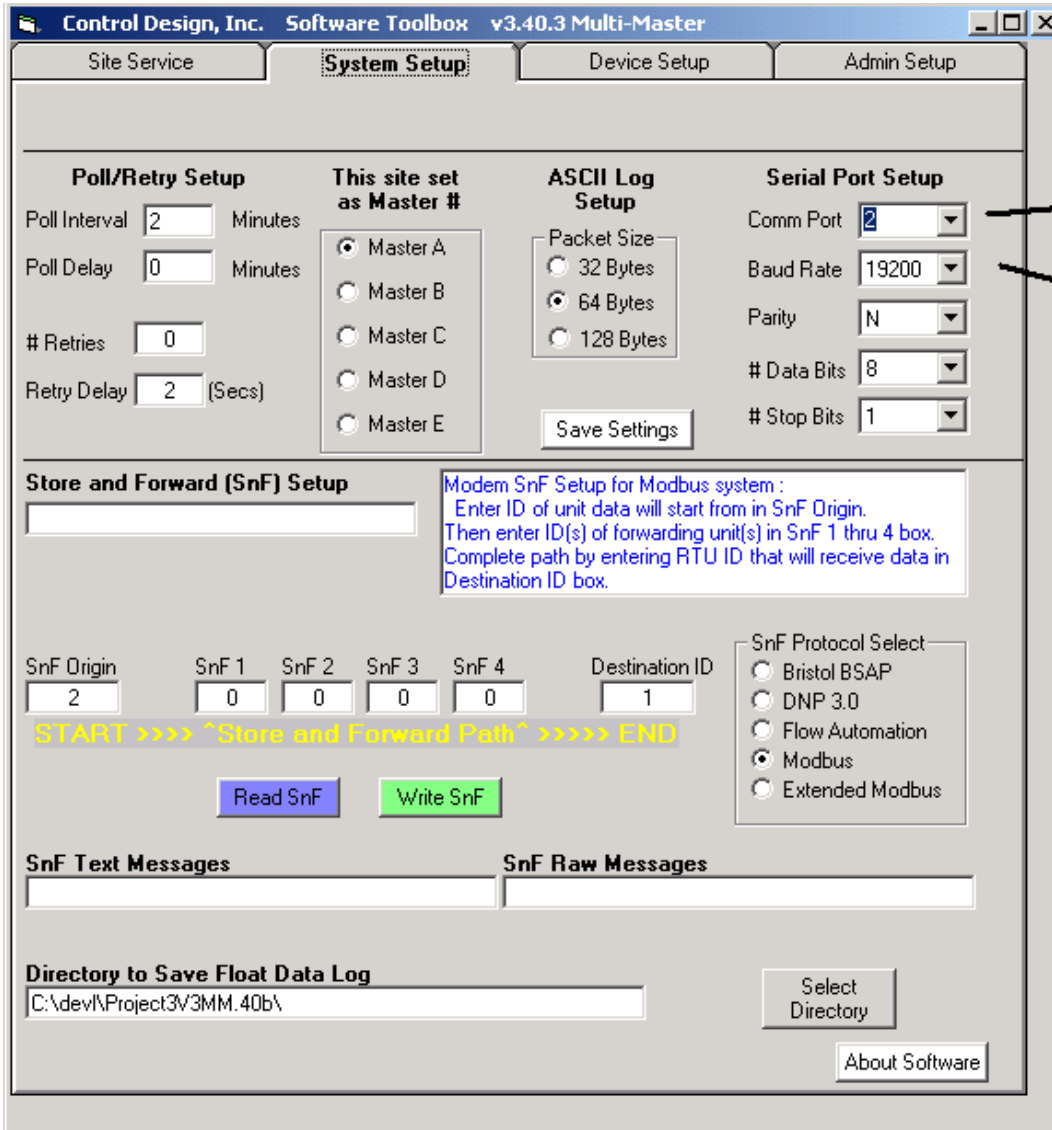 Control Design, Inc. Software Toolbox v3.40.3 Multi-Master
Site Service
System Setup
Device Setup
Admin Setup
Poll/Retry Setup
Poll Interval 2 Minutes
Poll Delay 0 Minutes
# Retries 0
Retry Delay 2 (Secs)
This site set
as Master #
Master A
Master B
Master C
Master D
Master E
ASCII Log
Setup
Packet Size
32 Bytes
64 Bytes
128 Bytes
Save Settings
Serial Port Setup
Comm Port 2
Baud Rate 19200
Parity N
# Data Bits 8
# Stop Bits 1
Store and Forward (SnF) Setup
Modem SnF Setup for Modbus system :
Enter ID of unit data will start from in SnF Origin.
Then enter ID(s) of forwarding unit(s) in SnF 1 thru 4 box.
Complete path by entering RTU ID that will receive data in
Destination ID box.
SnF Origin SnF 1 SnF 2 SnF 3 SnF 4 Destination ID
2 0 0 0 0 1
START >>>> ^Store and Forward Path^ >>>>> END
Read SnF
Write SnF
SnF Protocol Select
Bristol BSAP
DNP 3.0
Flow Automation
Modbus
Extended Modbus
SnF Text Messages
SnF Raw Messages
Directory to Save Float Data Log
C:\devl\Project3V3MM.40b\
Select
Directory
About Software